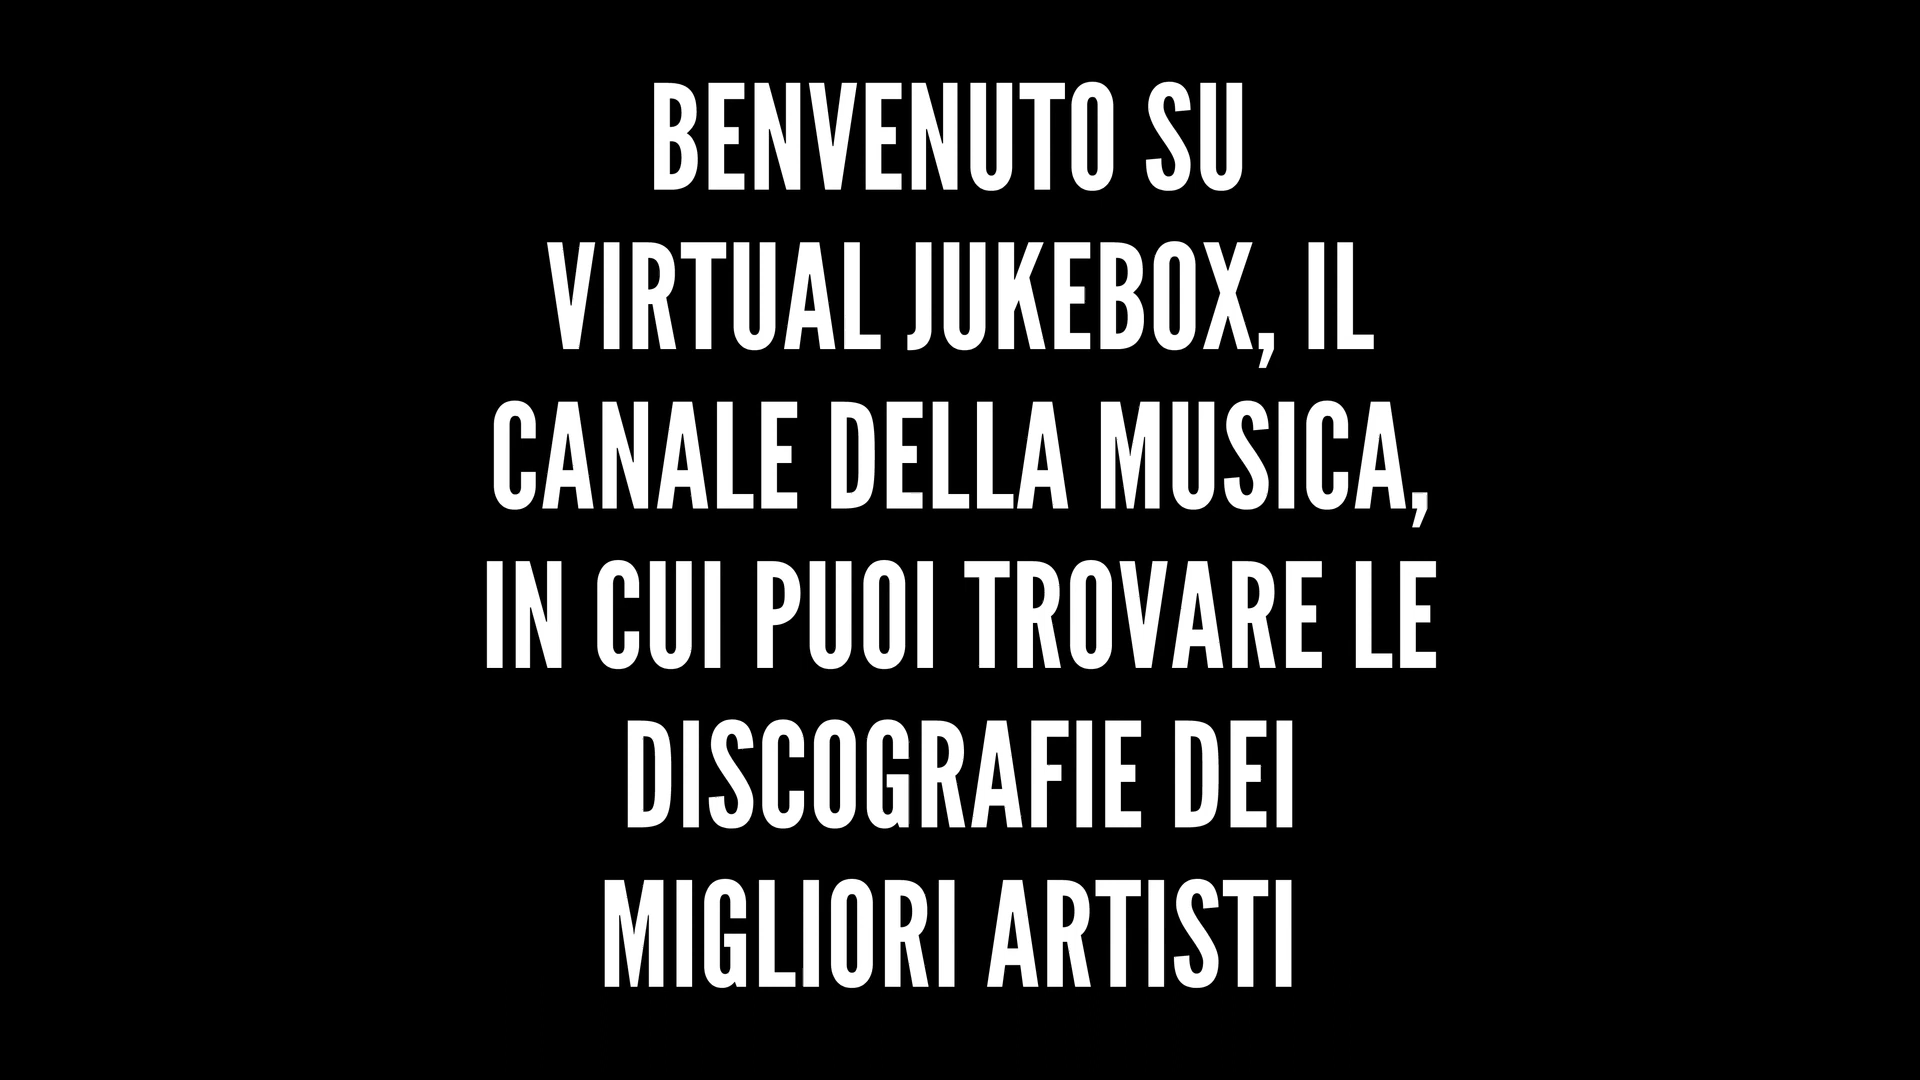 BENVENUTO SU
VIRTUAL JUKEBOX, IL
CANALE DELLA MUSICA,
IN CUI PUOI TROVARE LE
DISCOGRAFIE DEI
MIGLIORI ARTISTI